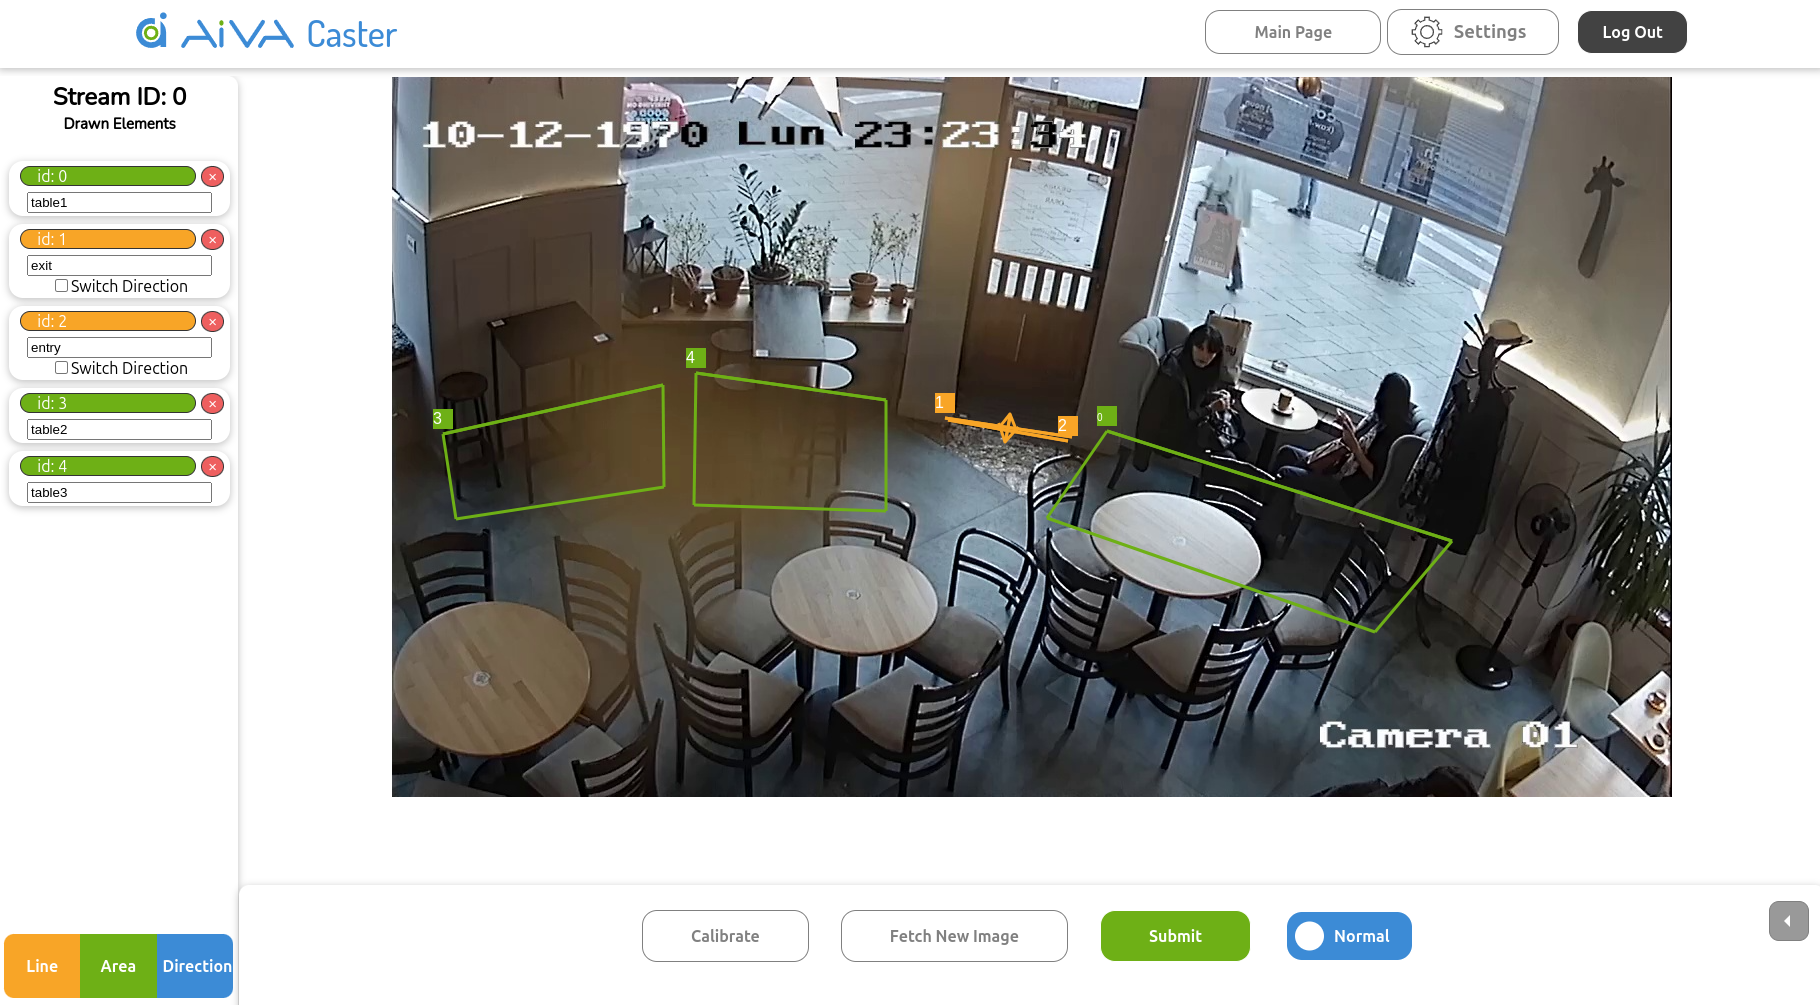 AiVA Caster
Main Page
Settings
Log Out
Stream ID: 0
Drawn Elements
id: 0
×
table1
id: 1
×
exit
Switch Direction
id: 2
×
entry
Switch Direction
id: 3
×
table2
id: 4
×
table3
Line
Area
Direction
10-12-1970 Lun 23:23:34
4
3
1
2
0
Camera 01
Calibrate
Fetch New Image
Submit
Normal